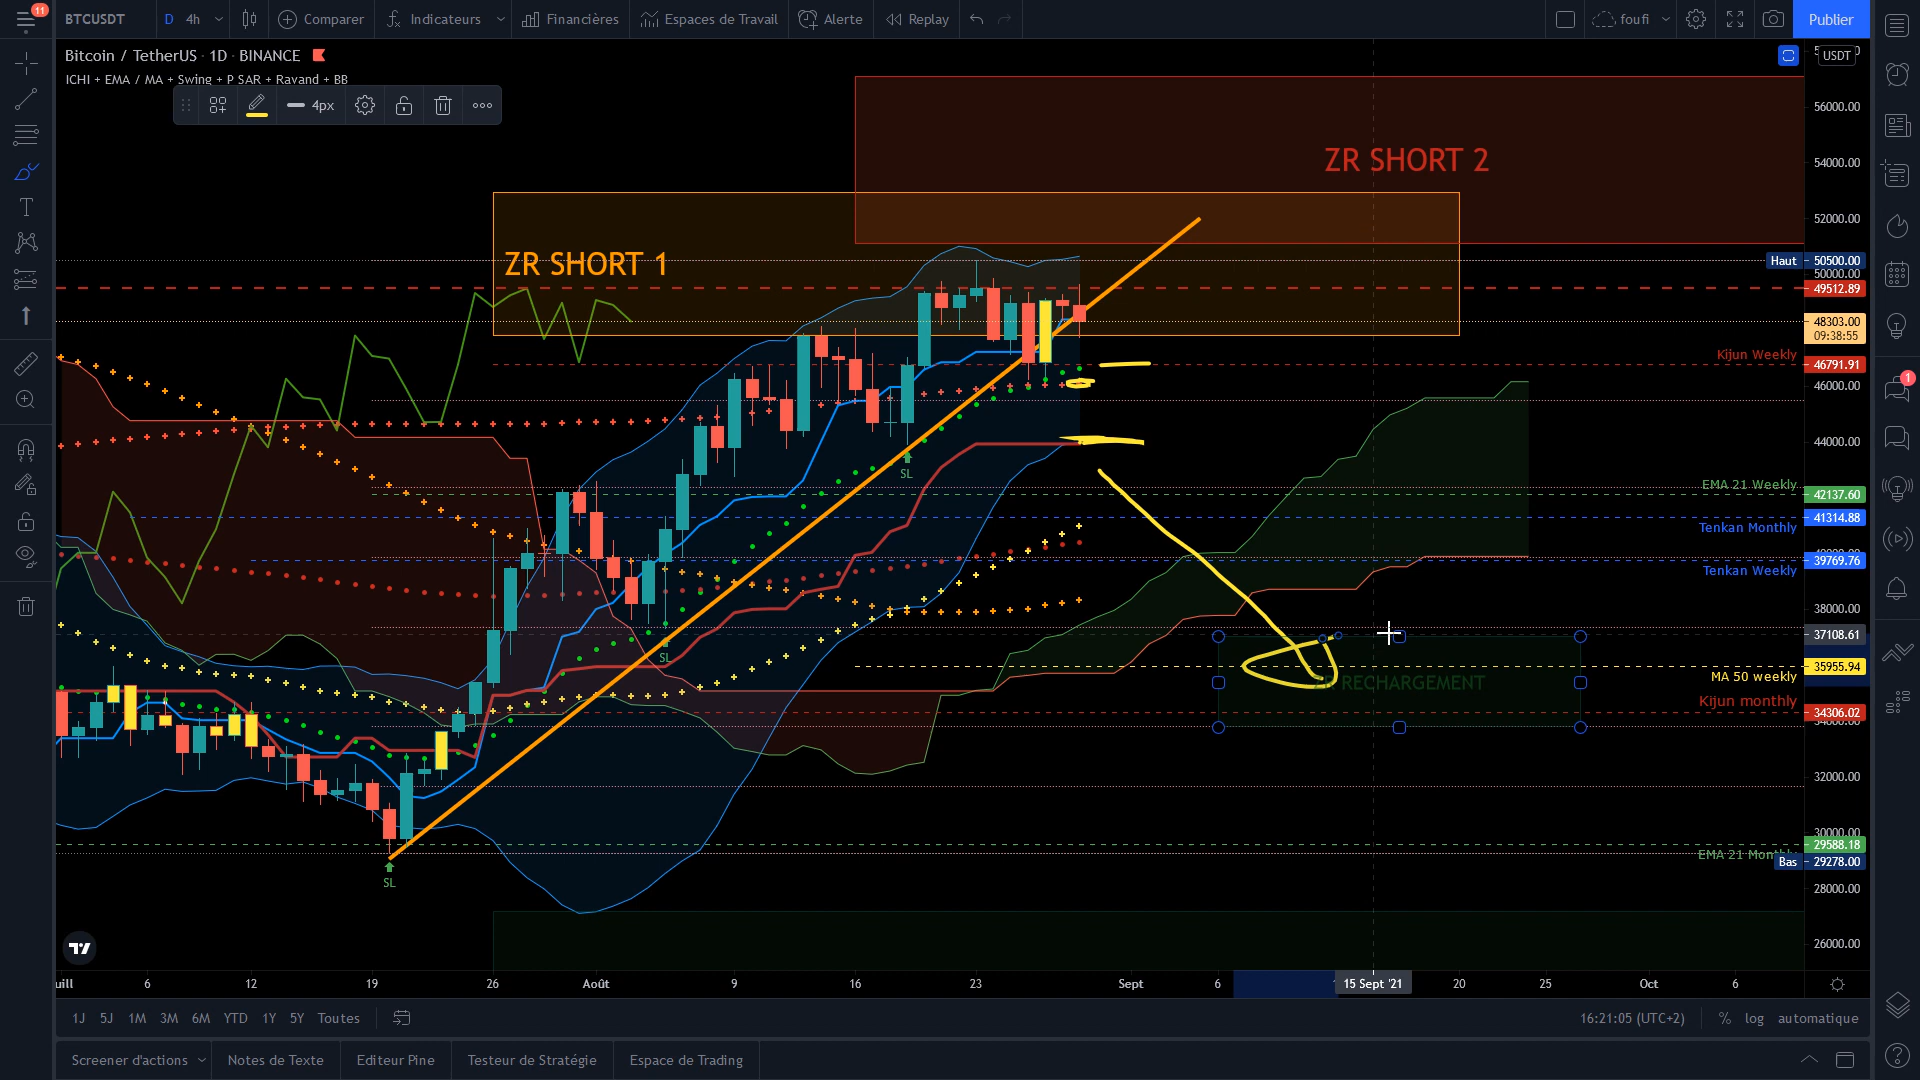 11
BTCUSDT
D 4h
Comparer
Indicateurs
Financières
Espaces de Travail
Alerte
Replay
foufi
Publier
Bitcoin / TetherUS · 1D · BINANCE
ICHI + EMA / MA + Swing + P SAR + Ravand + BB
4px
USDT
56000.00
ZR SHORT 2
54000.00
52000.00
ZR SHORT 1
Haut 50500.00
50000.00
49512.89
48303.00
09:38:55
Kijun Weekly 46791.91
46000.00
44000.00
SL
EMA 21 Weekly 42137.60
41314.88
Tenkan Monthly
39769.76
Tenkan Weekly
38000.00
37108.61
SL
35955.94
MA 50 weekly
RECHARGEMENT
Kijun monthly
34306.02
34000.00
32000.00
30000.00
29588.18
EMA 21 Month
Bas 29278.00
SL
28000.00
26000.00
uill 6 12 19 26 Août 9 16 23 Sept 6 15 Sept '21 20 25 Oct 6
1J 5J 1M 3M 6M YTD 1Y 5Y Toutes
16:21:05 (UTC+2)
% log automatique
Screener d'actions
Notes de Texte
Editeur Pine
Testeur de Stratégie
Espace de Trading
1